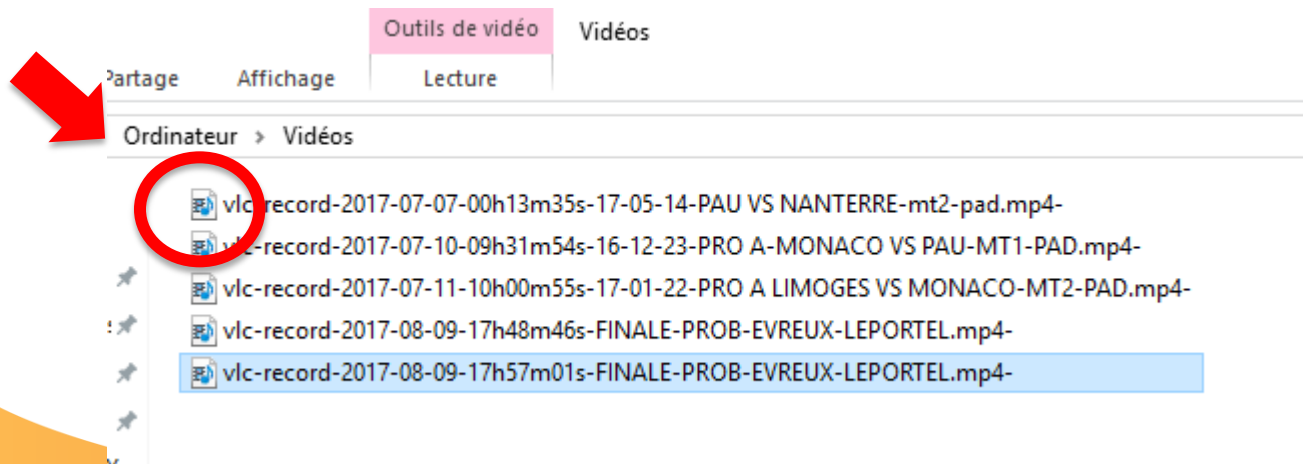 Outils de vidéo Vidéos
Partage Affichage Lecture
Ordinateur > Vidéos
vlc-record-2017-07-07-00h13m35s-17-05-14-PAU VS NANTERRE-mt2-pad.mp4-
vlc-record-2017-07-10-09h31m54s-16-12-23-PRO A-MONACO VS PAU-MT1-PAD.mp4-
vlc-record-2017-07-11-10h00m55s-17-01-22-PRO A LIMOGES VS MONACO-MT2-PAD.mp4-
vlc-record-2017-08-09-17h48m46s-FINALE-PROB-EVREUX-LEPORTEL.mp4-
vlc-record-2017-08-09-17h57m01s-FINALE-PROB-EVREUX-LEPORTEL.mp4-